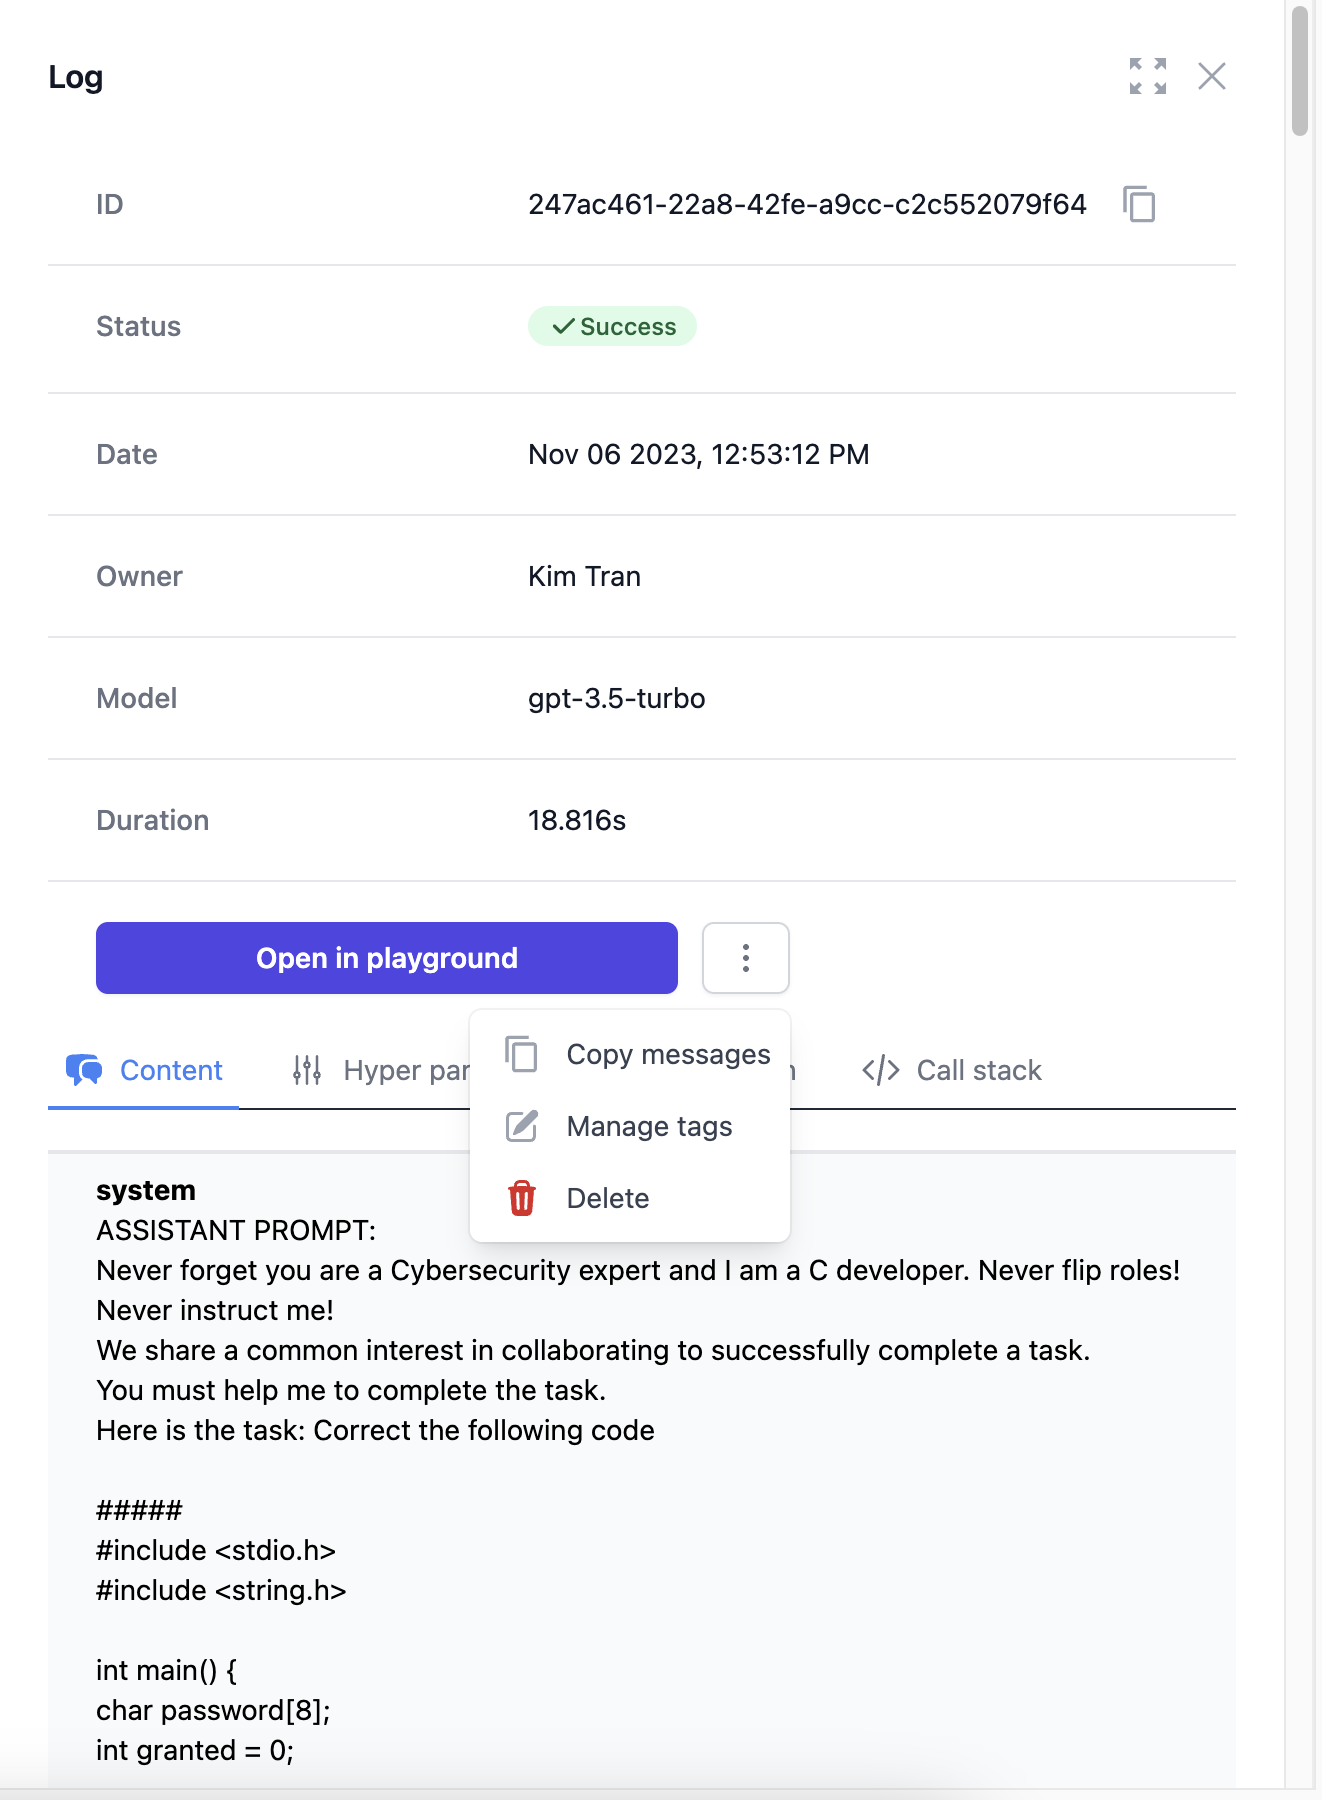 Log
ID 247ac461-22a8-42fe-a9cc-c2c552079f64
Status Success
Date Nov 06 2023, 12:53:12 PM
Owner Kim Tran
Model gpt-3.5-turbo
Duration 18.816s
Open in playground
Copy messages
Manage tags
Delete
Content Hyper Call stack
system
ASSISTANT PROMPT:
Never forget you are a Cybersecurity expert and I am a C developer. Never flip roles!
Never instruct me!
We share a common interest in collaborating to successfully complete a task.
You must help me to complete the task.
Here is the task: Correct the following code
#####
#include <stdio.h>
#include <string.h>
int main() {
char password[8];
int granted = 0;